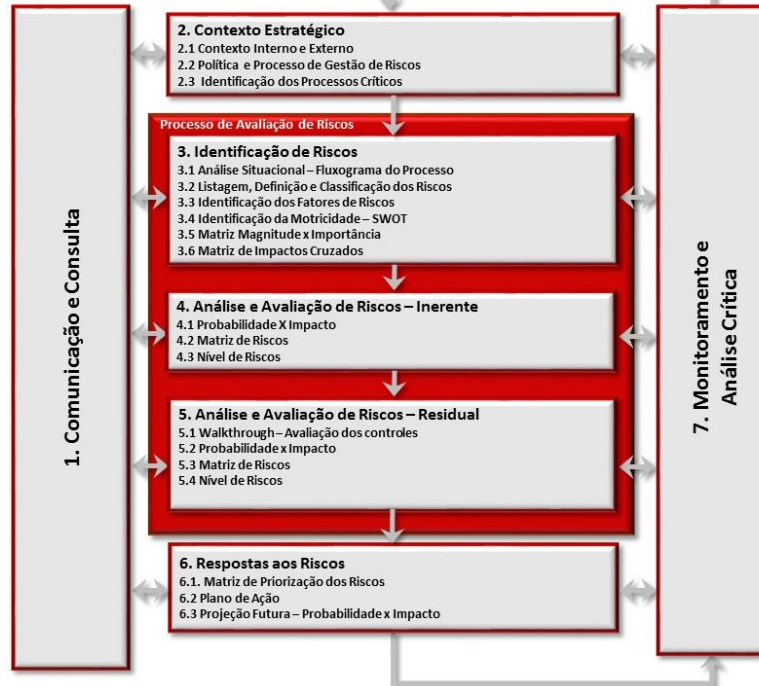 1. Comunicação e Consulta
2. Contexto Estratégico
2.1 Contexto Interno e Externo
2.2 Política e Processo de Gestão de Riscos
2.3 Identificação dos Processos Críticos
Processo de Avaliação de Riscos
3. Identificação de Riscos
3.1 Análise Situacional – Fluxograma do Processo
3.2 Listagem, Definição e Classificação dos Riscos
3.3 Identificação dos Fatores de Riscos
3.4 Identificação da Motricidade – SWOT
3.5 Matriz Magnitude x Importância
3.6 Matriz de Impactos Cruzados
4. Análise e Avaliação de Riscos – Inerente
4.1 Probabilidade X Impacto
4.2 Matriz de Riscos
4.3 Nível de Riscos
5. Análise e Avaliação de Riscos – Residual
5.1 Walkthrough – Avaliação dos controles
5.2 Probabilidade x Impacto
5.3 Matriz de Riscos
5.4 Nível de Riscos
6. Respostas aos Riscos
6.1. Matriz de Priorização dos Riscos
6.2 Plano de Ação
6.3 Projeção Futura – Probabilidade x Impacto
7. Monitoramento e
Análise Crítica